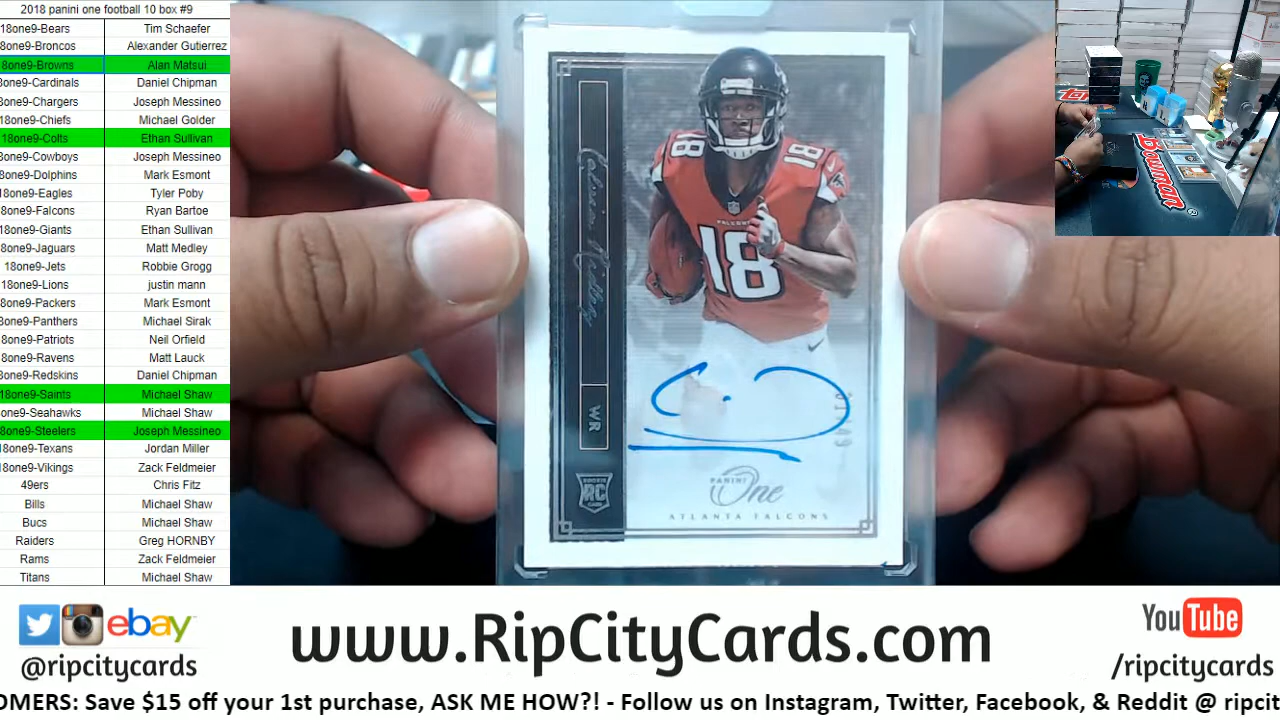 2018 panini one football 10 box #9
18one9-Bears Tim Schaefer
8one9-Broncos Alexander Gutierrez
8one9-Browns Alan Matsui
8one9-Cardinals Daniel Chipman
8one9-Chargers Joseph Messineo
18one9-Chiefs Michael Golder
18one9-Colts Ethan Sullivan
8one9-Cowboys Joseph Messineo
8one9-Dolphins Mark Esmont
18one9-Eagles Tyler Poby
8one9-Falcons Ryan Bartoe
18one9-Giants Ethan Sullivan
8one9-Jaguars Matt Medley
18one9-Jets Robbie Grogg
18one9-Lions justin mann
8one9-Packers Mark Esmont
8one9-Panthers Michael Sirak
8one9-Patriots Neil Orfield
8one9-Ravens Matt Lauck
8one9-Redskins Daniel Chipman
18one9-Saints Michael Shaw
one9-Seahawks Michael Shaw
8one9-Steelers Joseph Messineo
18one9-Texans Jordan Miller
18one9-Vikings Zack Feldmeier
49ers Chris Fitz
Bills Michael Shaw
Bucs Michael Shaw
Raiders Greg HORNBY
Rams Zack Feldmeier
Titans Michael Shaw
Calvin Ridley
WR
ROOKIE
RC
CARD
18
18
FALCONS
18
PANINI
One
ATLANTA FALCONS
Bowman
ebay
@ripcitycards
www.RipCityCards.com
YouTube
/ripcitycards
OMERS: Save $15 off your 1st purchase, ASK ME HOW?! - Follow us on Instagram, Twitter, Facebook, & Reddit @ ripcit